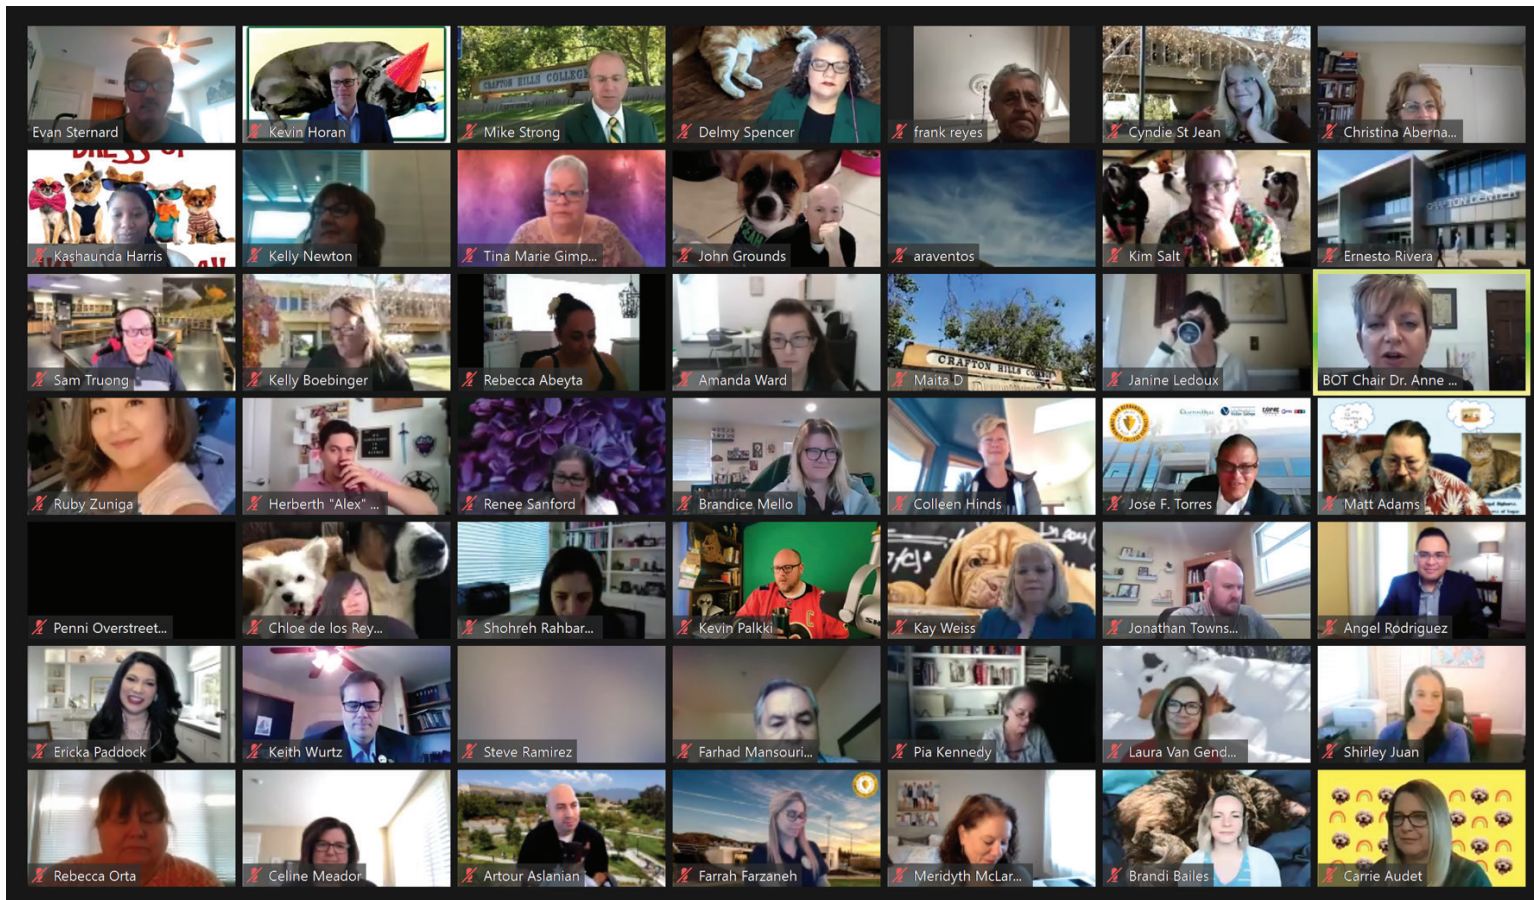 Evan Sternard
Kevin Horan
CRAFTON HILLS COLLEGE
Mike Strong
Delmy Spencer
frank reyes
Cyndie St Jean
Christina Aberna...
DRESS UP
Kashaunda Harris
Kelly Newton
Tina Marie Gimp...
John Grounds
araventos
Kim Salt
CRAFTON CENTER
Ernesto Rivera
Sam Truong
Kelly Boebinger
Rebecca Abeyta
Amanda Ward
CRAFTON HILLS COLLEGE
Maita D
Janine Ledoux
BOT Chair Dr. Anne ...
Ruby Zuniga
Herberth "Alex" ...
Renee Sanford
Brandice Mello
Colleen Hinds
Jose F. Torres
Matt Adams
Penni Overstreet...
Chloe de los Rey...
Shohreh Rahbar...
Kevin Palkki
Kay Weiss
Jonathan Towns...
Angel Rodriguez
Ericka Paddock
Keith Wurtz
Steve Ramirez
Farhad Mansouri...
Pia Kennedy
Laura Van Gend...
Shirley Juan
Rebecca Orta
Celine Meador
Artour Aslanian
Farrah Farzaneh
Meridyth McLar...
Brandi Bailes
Carrie Audet